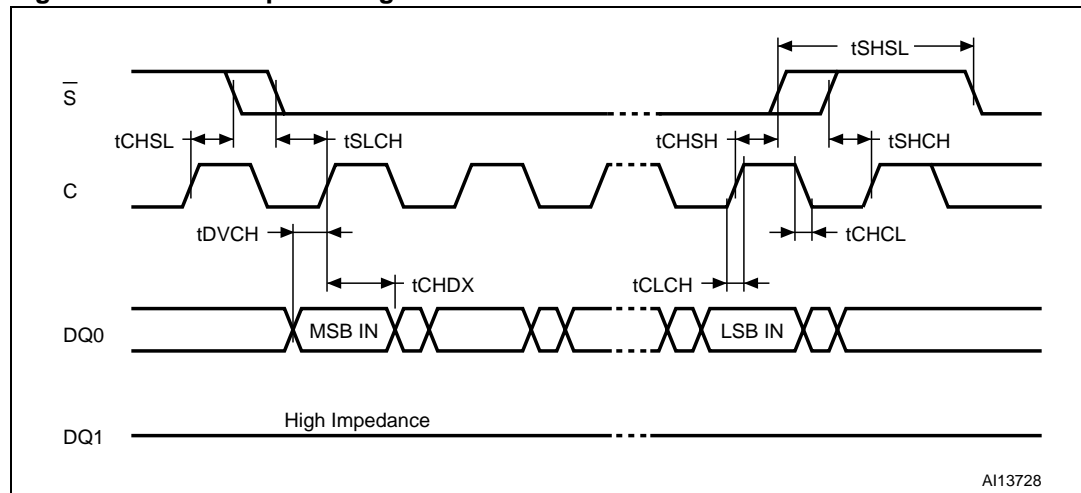 tSHSL
S
tCHSL
tSLCH
tCHSH
tSHCH
C
tDVCH
tCHCL
tCHDX
tCLCH
DQ0
MSB IN
LSB IN
High Impedance
DQ1
AI13728